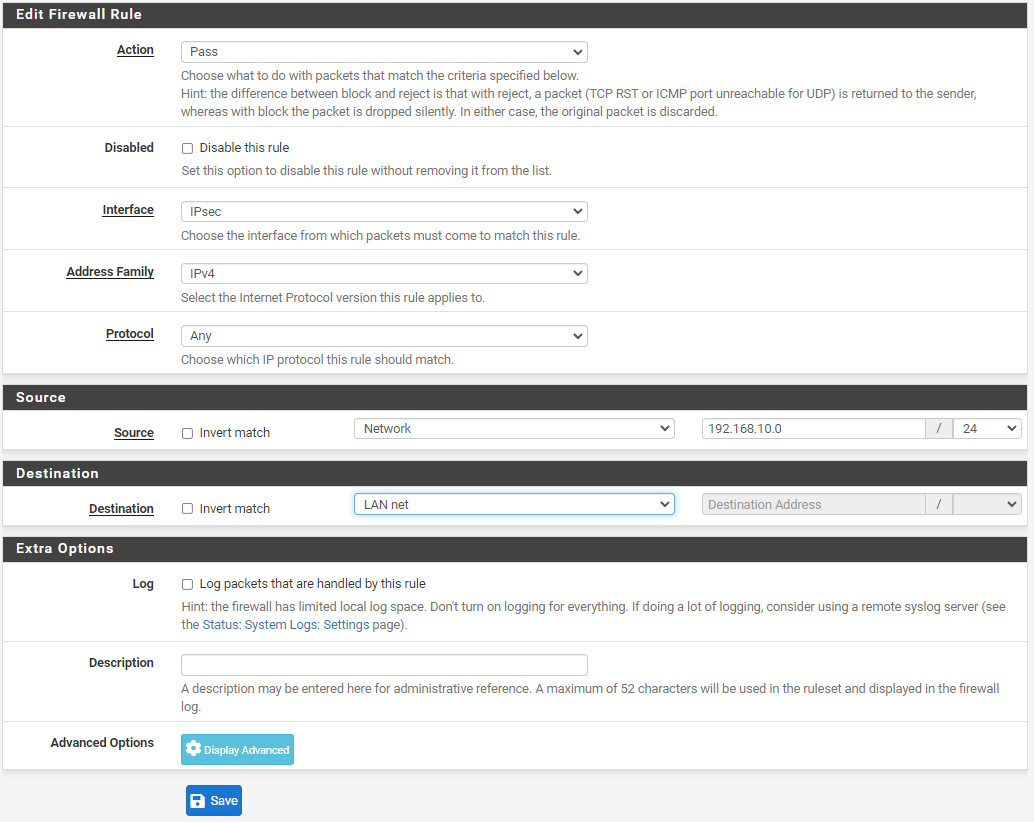 Edit Firewall Rule
Action Pass
Choose what to do with packets that match the criteria specified below.
Hint: the difference between block and reject is that with reject, a packet (TCP RST or ICMP port unreachable for UDP) is returned to the sender,
whereas with block the packet is dropped silently. In either case, the original packet is discarded.
Disabled Disable this rule
Set this option to disable this rule without removing it from the list.
Interface IPsec
Choose the interface from which packets must come to match this rule.
Address Family IPv4
Select the Internet Protocol version this rule applies to.
Protocol Any
Choose which IP protocol this rule should match.
Source
Source Invert match Network 192.168.10.0 / 24
Destination
Destination Invert match LAN net Destination Address /
Extra Options
Log Log packets that are handled by this rule
Hint: the firewall has limited local log space. Don't turn on logging for everything. If doing a lot of logging, consider using a remote syslog server (see
the Status: System Logs: Settings page).
Description
A description may be entered here for administrative reference. A maximum of 52 characters will be used in the ruleset and displayed in the firewall
log.
Advanced Options Display Advanced
Save